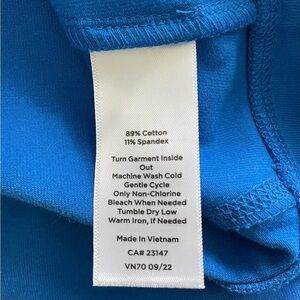 89% Cotton
11% Spandex
Turn Garment Inside
Out
Machine Wash Cold
Gentle Cycle
Only Non-Chlorine
Bleach When Needed
Tumble Dry Low
Warm Iron, If Needed
Made In Vietnam
CA# 23147
VN70 09/22